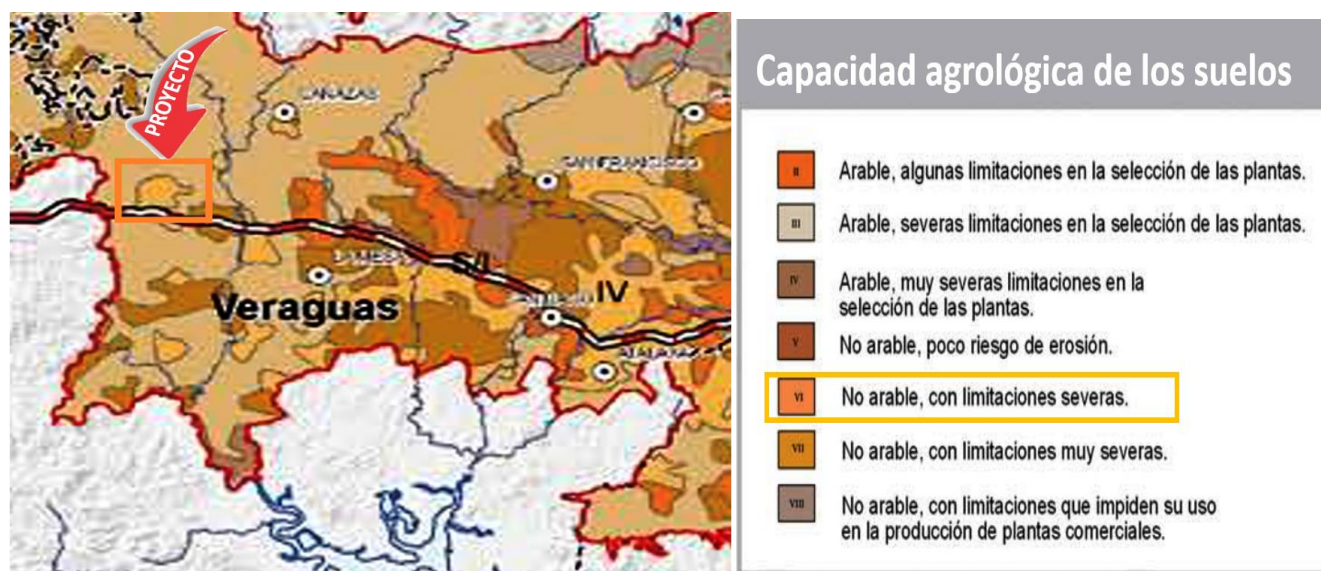 PROYECTO
CAÑAZAS
SAN FRANCISCO
SI
IV
Veraguas
ATALAYA
Capacidad agrológica de los suelos
II
Arable, algunas limitaciones en la selección de las plantas.
III
Arable, severas limitaciones en la selección de las plantas.
IV
Arable, muy severas limitaciones en la
selección de las plantas.
V
No arable, poco riesgo de erosión.
VI
No arable, con limitaciones severas.
VII
No arable, con limitaciones muy severas.
VIII
No arable, con limitaciones que impiden su uso
en la producción de plantas comerciales.